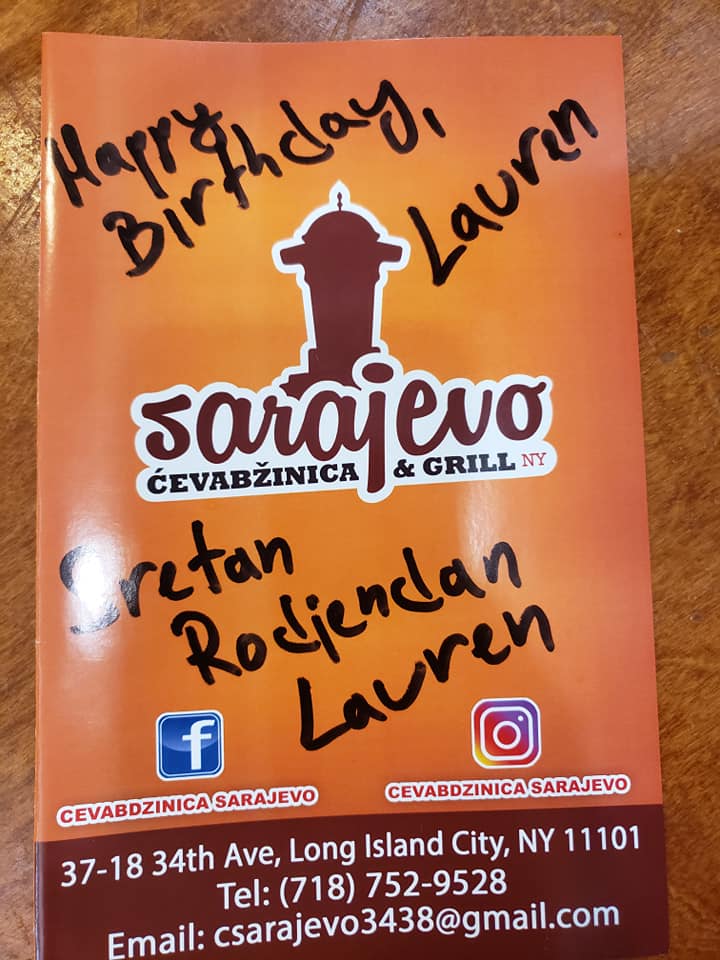 Happy
Birthday,
Lauren
sarajevo
ĆEVABŽINICA & GRILL NY
Sretan
Rodjendan
Lauren
f
CEVABDZINICA SARAJEVO
CEVABDZINICA SARAJEVO
37-18 34th Ave, Long Island City, NY 11101
Tel: (718) 752-9528
Email: csarajevo3438@gmail.com